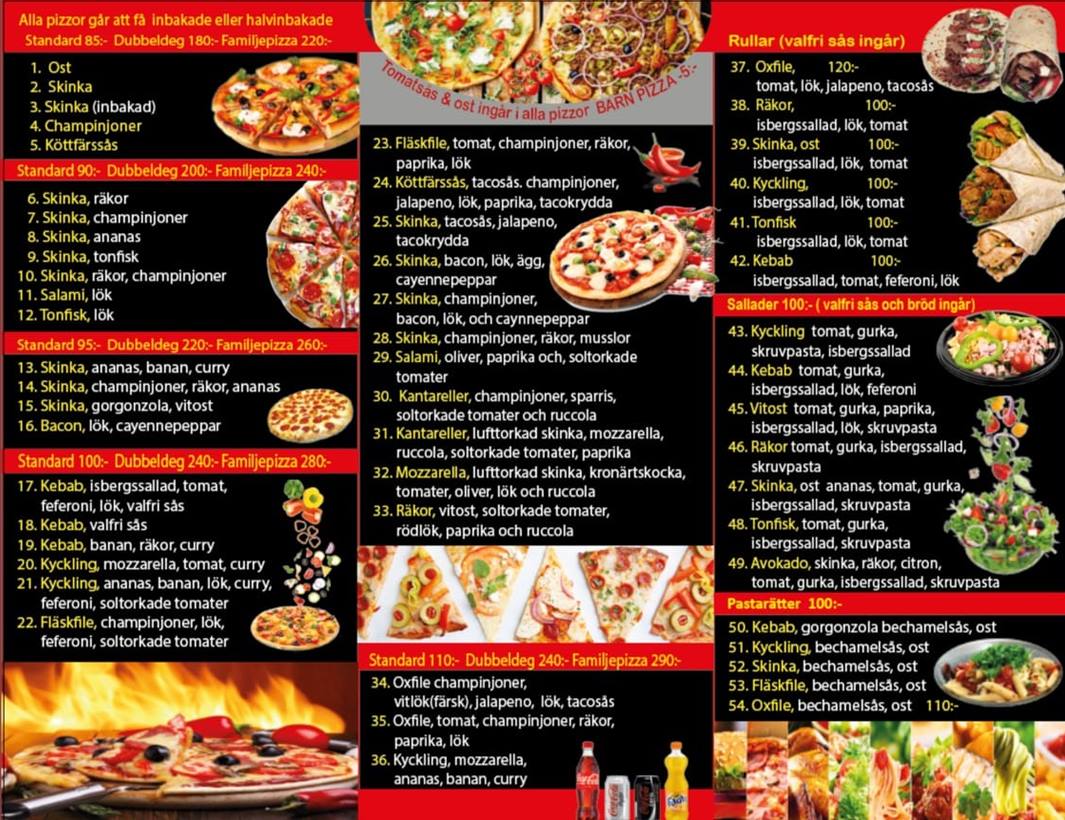 Alla pizzor går att få inbakade eller halvinbakade
Standard 85:- Dubbeldeg 180:- Familjepizza 220:-
1. Ost
2. Skinka
3. Skinka (inbakad)
4. Champinjoner
5. Köttfärssås
Standard 90:- Dubbeldeg 200:- Familjepizza 240:-
6. Skinka, räkor
7. Skinka, champinjoner
8. Skinka, ananas
9. Skinka, tonfisk
10. Skinka, räkor, champinjoner
11. Salami, lök
12. Tonfisk, lök
Standard 95:- Dubbeldeg 220:- Familjepizza 260:-
13. Skinka, ananas, banan, curry
14. Skinka, champinjoner, räkor, ananas
15. Skinka, gorgonzola, vitost
16. Bacon, lök, cayennepeppar
Standard 100:- Dubbeldeg 240:- Familjepizza 280:-
17. Kebab, isbergssallad, tomat,
feferoni, lök, valfri sås
18. Kebab, valfri sås
19. Kebab, banan, räkor, curry
20. Kyckling, mozzarella, tomat, curry
21. Kyckling, ananas, banan, lök, curry,
feferoni, soltorkade tomater
22. Fläskfile, champinjoner, lök,
feferoni, soltorkade tomater
Tomatsas & ost ingår i alla pizzor BARN PIZZA -5:-
23. Fläskfile, tomat, champinjoner, räkor,
paprika, lök
24. Köttfärssås, tacosås. champinjoner,
jalapeno, lök, paprika, tacokrydda
25. Skinka, tacosås, jalapeno,
tacokrydda
26. Skinka, bacon, lök, ägg,
cayennepeppar
27. Skinka, champinjoner,
bacon, lök, och caynnepeppar
28. Skinka, champinjoner, räkor, musslor
29. Salami, oliver, paprika och, soltorkade
tomater
30. Kantareller, champinjoner, sparris,
soltorkade tomater och ruccola
31. Kantareller, lufttorkad skinka, mozzarella,
ruccola, soltorkade tomater, paprika
32. Mozzarella, lufttorkad skinka, kronärtskocka,
tomater, oliver, lök och ruccola
33. Räkor, vitost, soltorkade tomater,
rödlök, paprika och ruccola
Standard 110:- Dubbeldeg 240:- Familjepizza 290:-
34. Oxfile champinjoner,
vitlök(färsk), jalapeno, lök, tacosås
35. Oxfile, tomat, champinjoner, räkor,
paprika, lök
36. Kyckling, mozzarella,
ananas, banan, curry
Rullar (valfri sås ingår)
37. Oxfile, 120:-
tomat, lök, jalapeno, tacosås
38. Räkor, 100:-
isbergssallad, lök, tomat
39. Skinka, ost 100:-
isbergssallad, lök, tomat
40. Kyckling, 100:-
isbergssallad, lök, tomat
41. Tonfisk 100:-
isbergssallad, lök, tomat
42. Kebab 100:-
isbergssallad, tomat, feferoni, lök
Sallader 100:- ( valfri sås och bröd ingår)
43. Kyckling tomat, gurka,
skruvpasta, isbergssallad
44. Kebab tomat, gurka,
isbergssallad, lök, feferoni
45. Vitost tomat, gurka, paprika,
isbergssallad, lök, skruvpasta
46. Räkor tomat, gurka, isbergssallad,
skruvpasta
47. Skinka, ost ananas, tomat, gurka,
isbergssallad, skruvpasta
48. Tonfisk, tomat, gurka,
isbergssallad, skruvpasta
49. Avokado, skinka, räkor, citron,
tomat, gurka, isbergssallad, skruvpasta
Pastarätter 100:-
50. Kebab, gorgonzola bechamelsås, ost
51. Kyckling, bechamelsås, ost
52. Skinka, bechamelsås, ost
53. Fläskfile, bechamelsås, ost
54. Oxfile, bechamelsås, ost 110:-